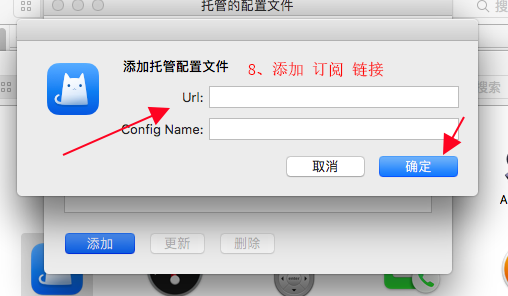 托管的配置文件
搜
搜索
添加托管配置文件
8、添加 订阅 链接
Url:
Config Name:
取消
确定
A
添加
更新
删除